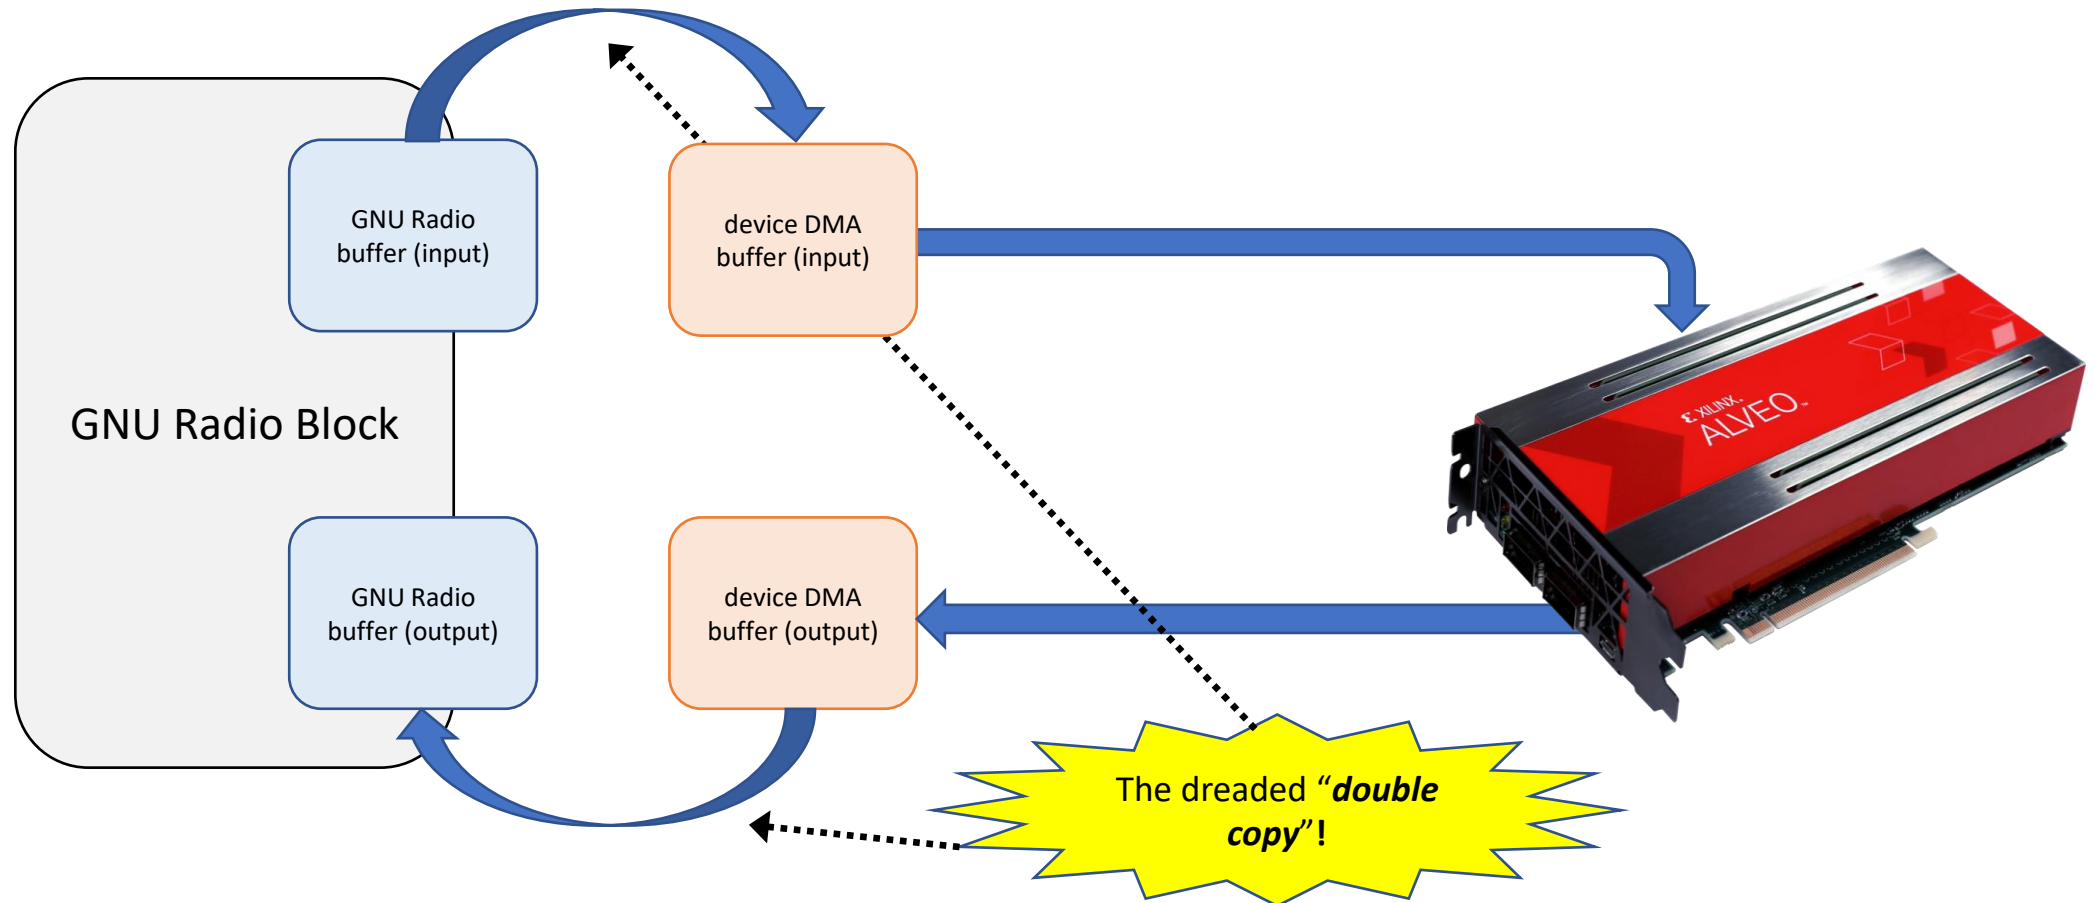 GNU Radio
buffer (input)
device DMA
buffer (input)
GNU Radio Block
XILINX.
ALVEO™
GNU Radio
buffer (output)
device DMA
buffer (output)
The dreaded “double
copy”!